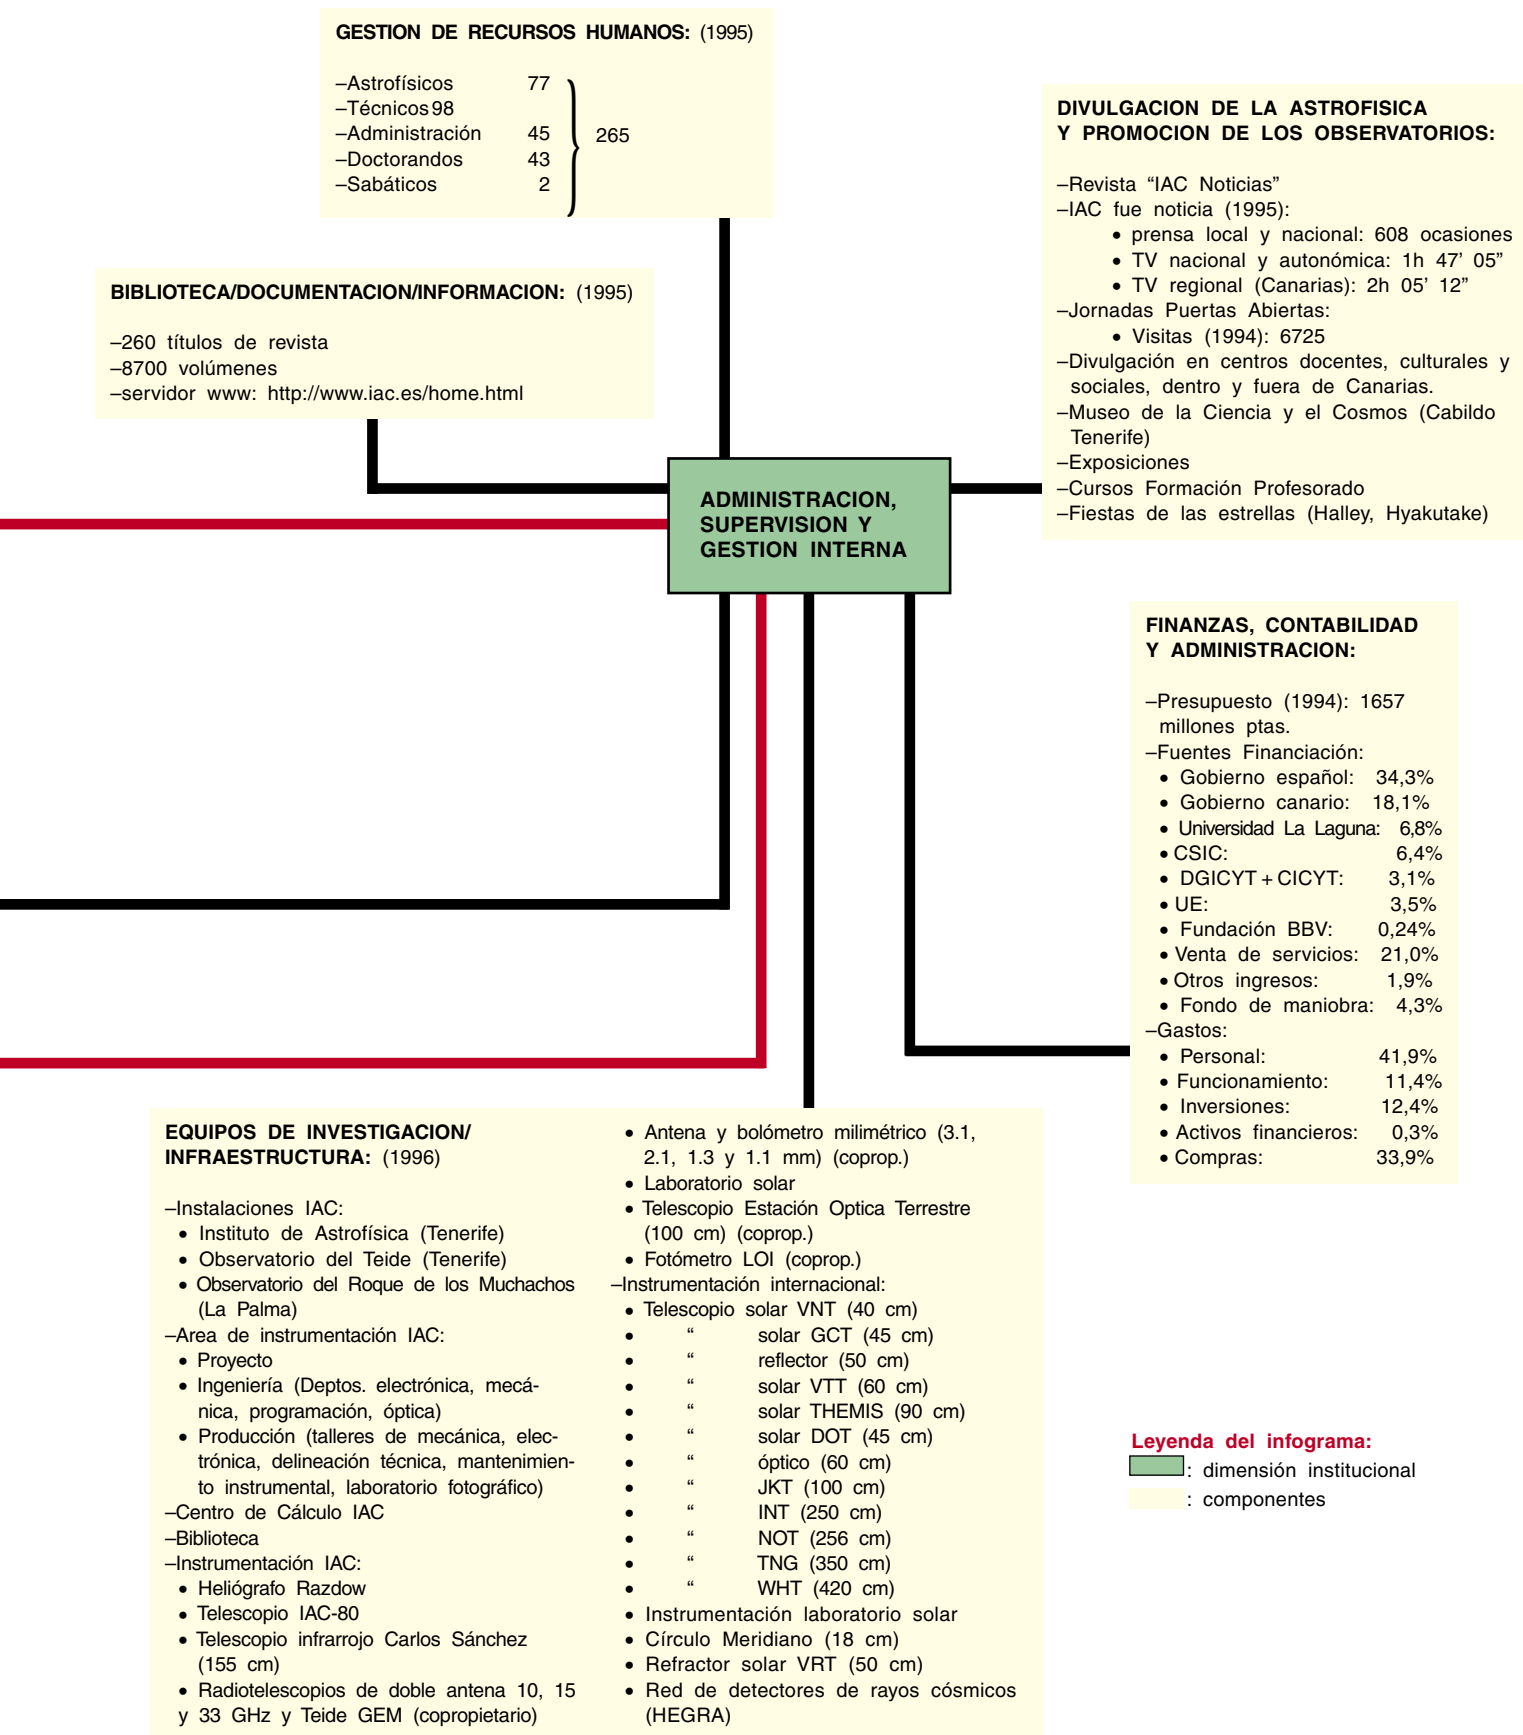 GESTION DE RECURSOS HUMANOS: (1995)
–Astrofísicos 77
–Técnicos 98
–Administración 45
–Doctorandos 43
–Sabáticos 2
265
DIVULGACION DE LA ASTROFISICA
Y PROMOCION DE LOS OBSERVATORIOS:
–Revista “IAC Noticias”
–IAC fue noticia (1995):
• prensa local y nacional: 608 ocasiones
• TV nacional y autonómica: 1h 47’ 05”
• TV regional (Canarias): 2h 05’ 12”
–Jornadas Puertas Abiertas:
• Visitas (1994): 6725
–Divulgación en centros docentes, culturales y
sociales, dentro y fuera de Canarias.
–Museo de la Ciencia y el Cosmos (Cabildo
Tenerife)
–Exposiciones
–Cursos Formación Profesorado
–Fiestas de las estrellas (Halley, Hyakutake)
BIBLIOTECA/DOCUMENTACION/INFORMACION: (1995)
–260 títulos de revista
–8700 volúmenes
–servidor www: http://www.iac.es/home.html
ADMINISTRACION,
SUPERVISION Y
GESTION INTERNA
FINANZAS, CONTABILIDAD
Y ADMINISTRACION:
–Presupuesto (1994): 1657
millones ptas.
–Fuentes Financiación:
• Gobierno español: 34,3%
• Gobierno canario: 18,1%
• Universidad La Laguna: 6,8%
• CSIC: 6,4%
• DGICYT + CICYT: 3,1%
• UE: 3,5%
• Fundación BBV: 0,24%
• Venta de servicios: 21,0%
• Otros ingresos: 1,9%
• Fondo de maniobra: 4,3%
–Gastos:
• Personal: 41,9%
• Funcionamiento: 11,4%
• Inversiones: 12,4%
• Activos financieros: 0,3%
• Compras: 33,9%
EQUIPOS DE INVESTIGACION/
INFRAESTRUCTURA: (1996)
–Instalaciones IAC:
• Instituto de Astrofísica (Tenerife)
• Observatorio del Teide (Tenerife)
• Observatorio del Roque de los Muchachos
(La Palma)
–Area de instrumentación IAC:
• Proyecto
• Ingeniería (Deptos. electrónica, mecá-
nica, programación, óptica)
• Producción (talleres de mecánica, elec-
trónica, delineación técnica, mantenimien-
to instrumental, laboratorio fotográfico)
–Centro de Cálculo IAC
–Biblioteca
–Instrumentación IAC:
• Heliógrafo Razdow
• Telescopio IAC-80
• Telescopio infrarrojo Carlos Sánchez
(155 cm)
• Radiotelescopios de doble antena 10, 15
y 33 GHz y Teide GEM (copropietario)
• Antena y bolómetro milimétrico (3.1,
2.1, 1.3 y 1.1 mm) (coprop.)
• Laboratorio solar
• Telescopio Estación Optica Terrestre
(100 cm) (coprop.)
• Fotómetro LOI (coprop.)
–Instrumentación internacional:
• Telescopio solar VNT (40 cm)
• “ solar GCT (45 cm)
• “ reflector (50 cm)
• “ solar VTT (60 cm)
• “ solar THEMIS (90 cm)
• “ solar DOT (45 cm)
• “ óptico (60 cm)
• “ JKT (100 cm)
• “ INT (250 cm)
• “ NOT (256 cm)
• “ TNG (350 cm)
• “ WHT (420 cm)
• Instrumentación laboratorio solar
• Círculo Meridiano (18 cm)
• Refractor solar VRT (50 cm)
• Red de detectores de rayos cósmicos
(HEGRA)
Leyenda del infograma:
: dimensión institucional
: componentes